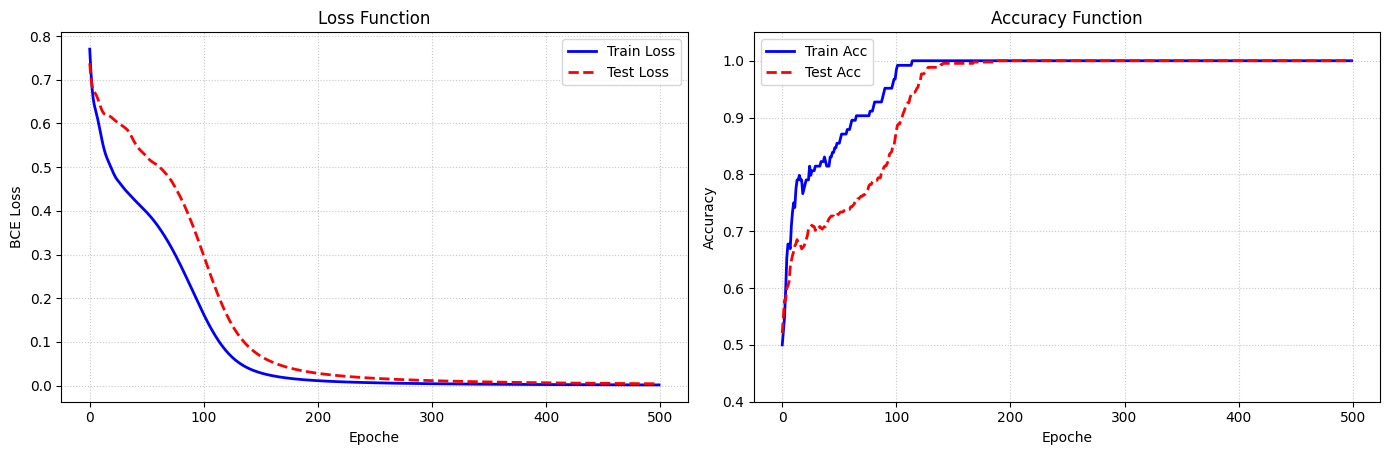 Loss Function
0.8
0.7
0.6
0.5
0.4
0.3
0.2
0.1
0.0
BCE Loss
Train Loss
Test Loss
0 100 200 300 400 500
Epoche
Accuracy Function
1.0
0.9
0.8
0.7
0.6
0.5
0.4
Accuracy
Train Acc
Test Acc
0 100 200 300 400 500
Epoche